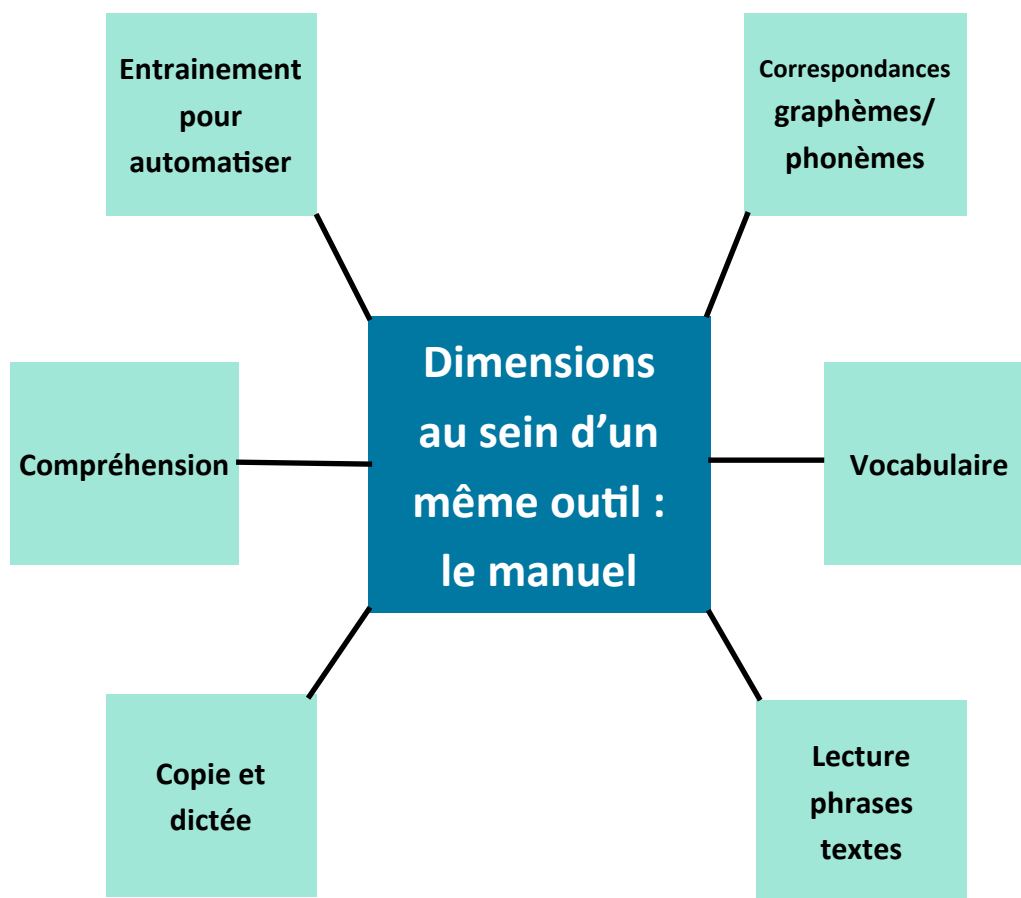 Entrainement
pour
automatiser
Correspondances
graphèmes/
phonèmes
Dimensions
au sein d’un
même outil :
le manuel
Compréhension
Vocabulaire
Copie et
dictée
Lecture
phrases
textes